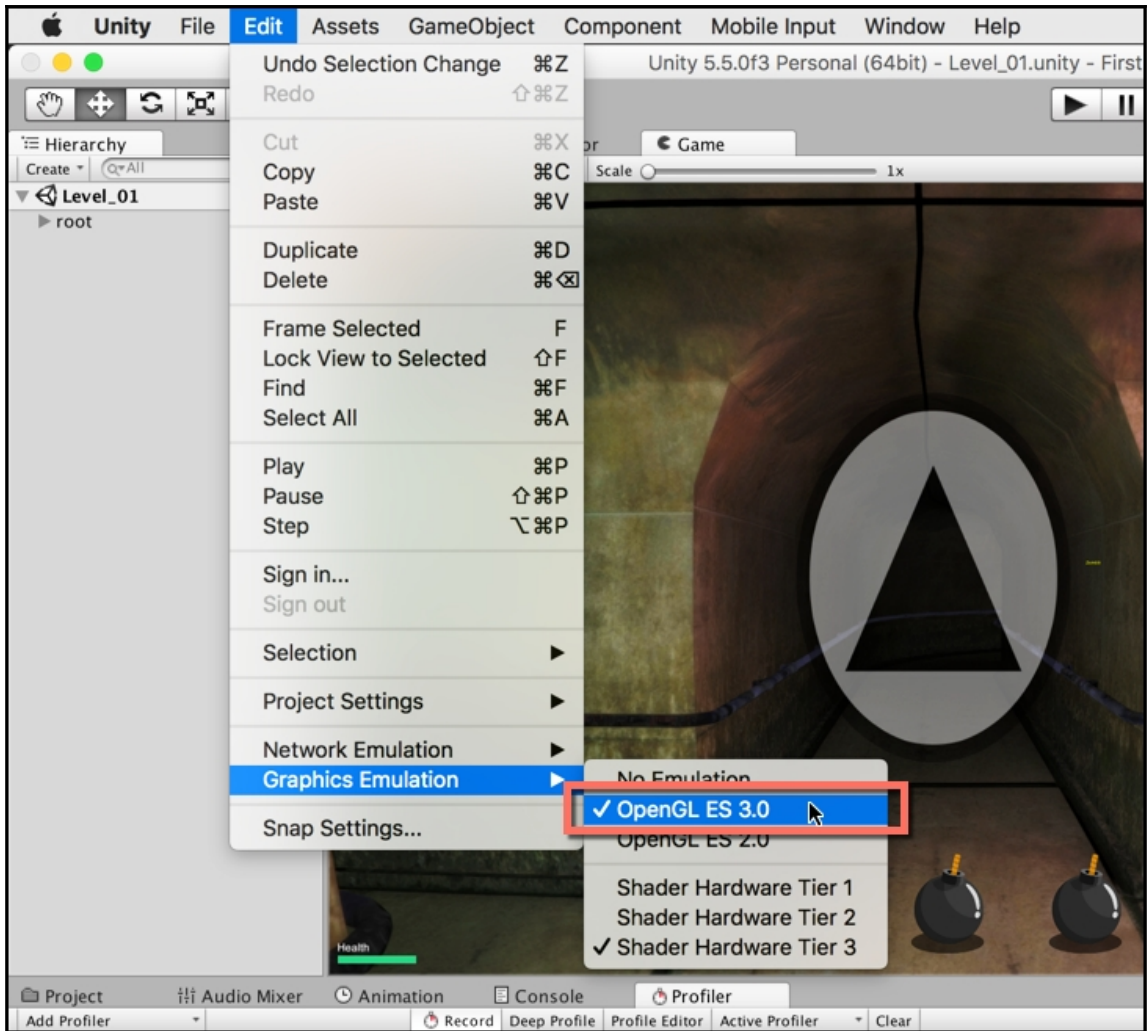 Unity File Edit Assets GameObject Component Mobile Input Window Help
Unity 5.5.0f3 Personal (64bit) - Level_01.unity - First
Undo Selection Change ⌘Z
Redo ⇧⌘Z
Cut ⌘X
Copy ⌘C
Paste ⌘V
Duplicate ⌘D
Delete ⌘⌫
Frame Selected F
Lock View to Selected ⇧F
Find ⌘F
Select All ⌘A
Play ⌘P
Pause ⇧⌘P
Step ⌥⌘P
Sign in...
Sign out
Selection
Project Settings
Network Emulation
Graphics Emulation
Snap Settings...
No Emulation
✓ OpenGL ES 3.0
OpenGL ES 2.0
Shader Hardware Tier 1
Shader Hardware Tier 2
✓ Shader Hardware Tier 3
Hierarchy
Create All
Level_01
root
or Game
Scale 1x
Health
Project Audio Mixer Animation Console Profiler
Add Profiler Record Deep Profile Profile Editor Active Profiler Clear